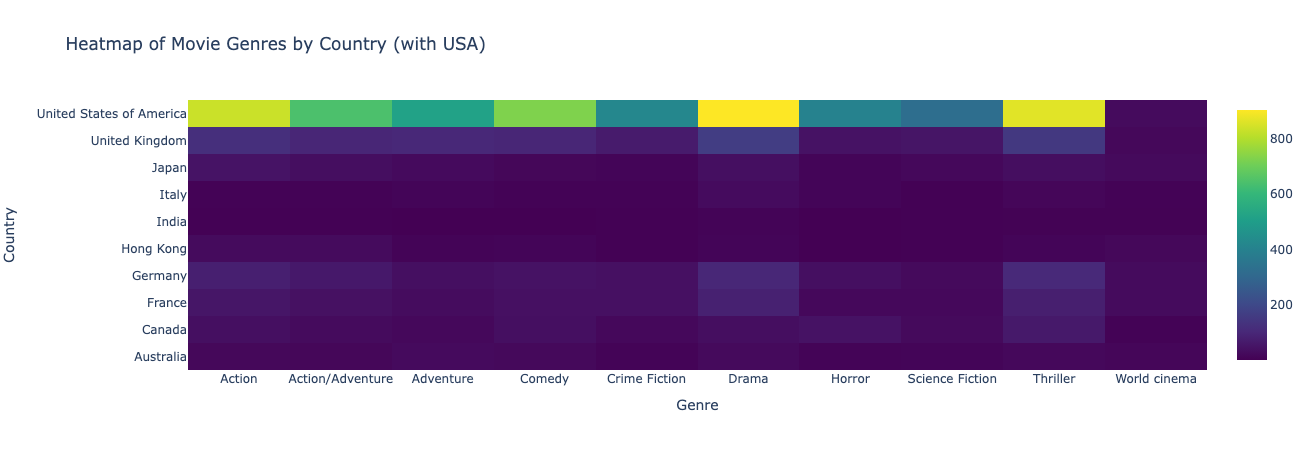 Heatmap of Movie Genres by Country (with USA)
Country
United States of America
United Kingdom
Japan
Italy
India
Hong Kong
Germany
France
Canada
Australia
Action Action/Adventure Adventure Comedy Crime Fiction Drama Horror Science Fiction Thriller World cinema
Genre
800
600
400
200